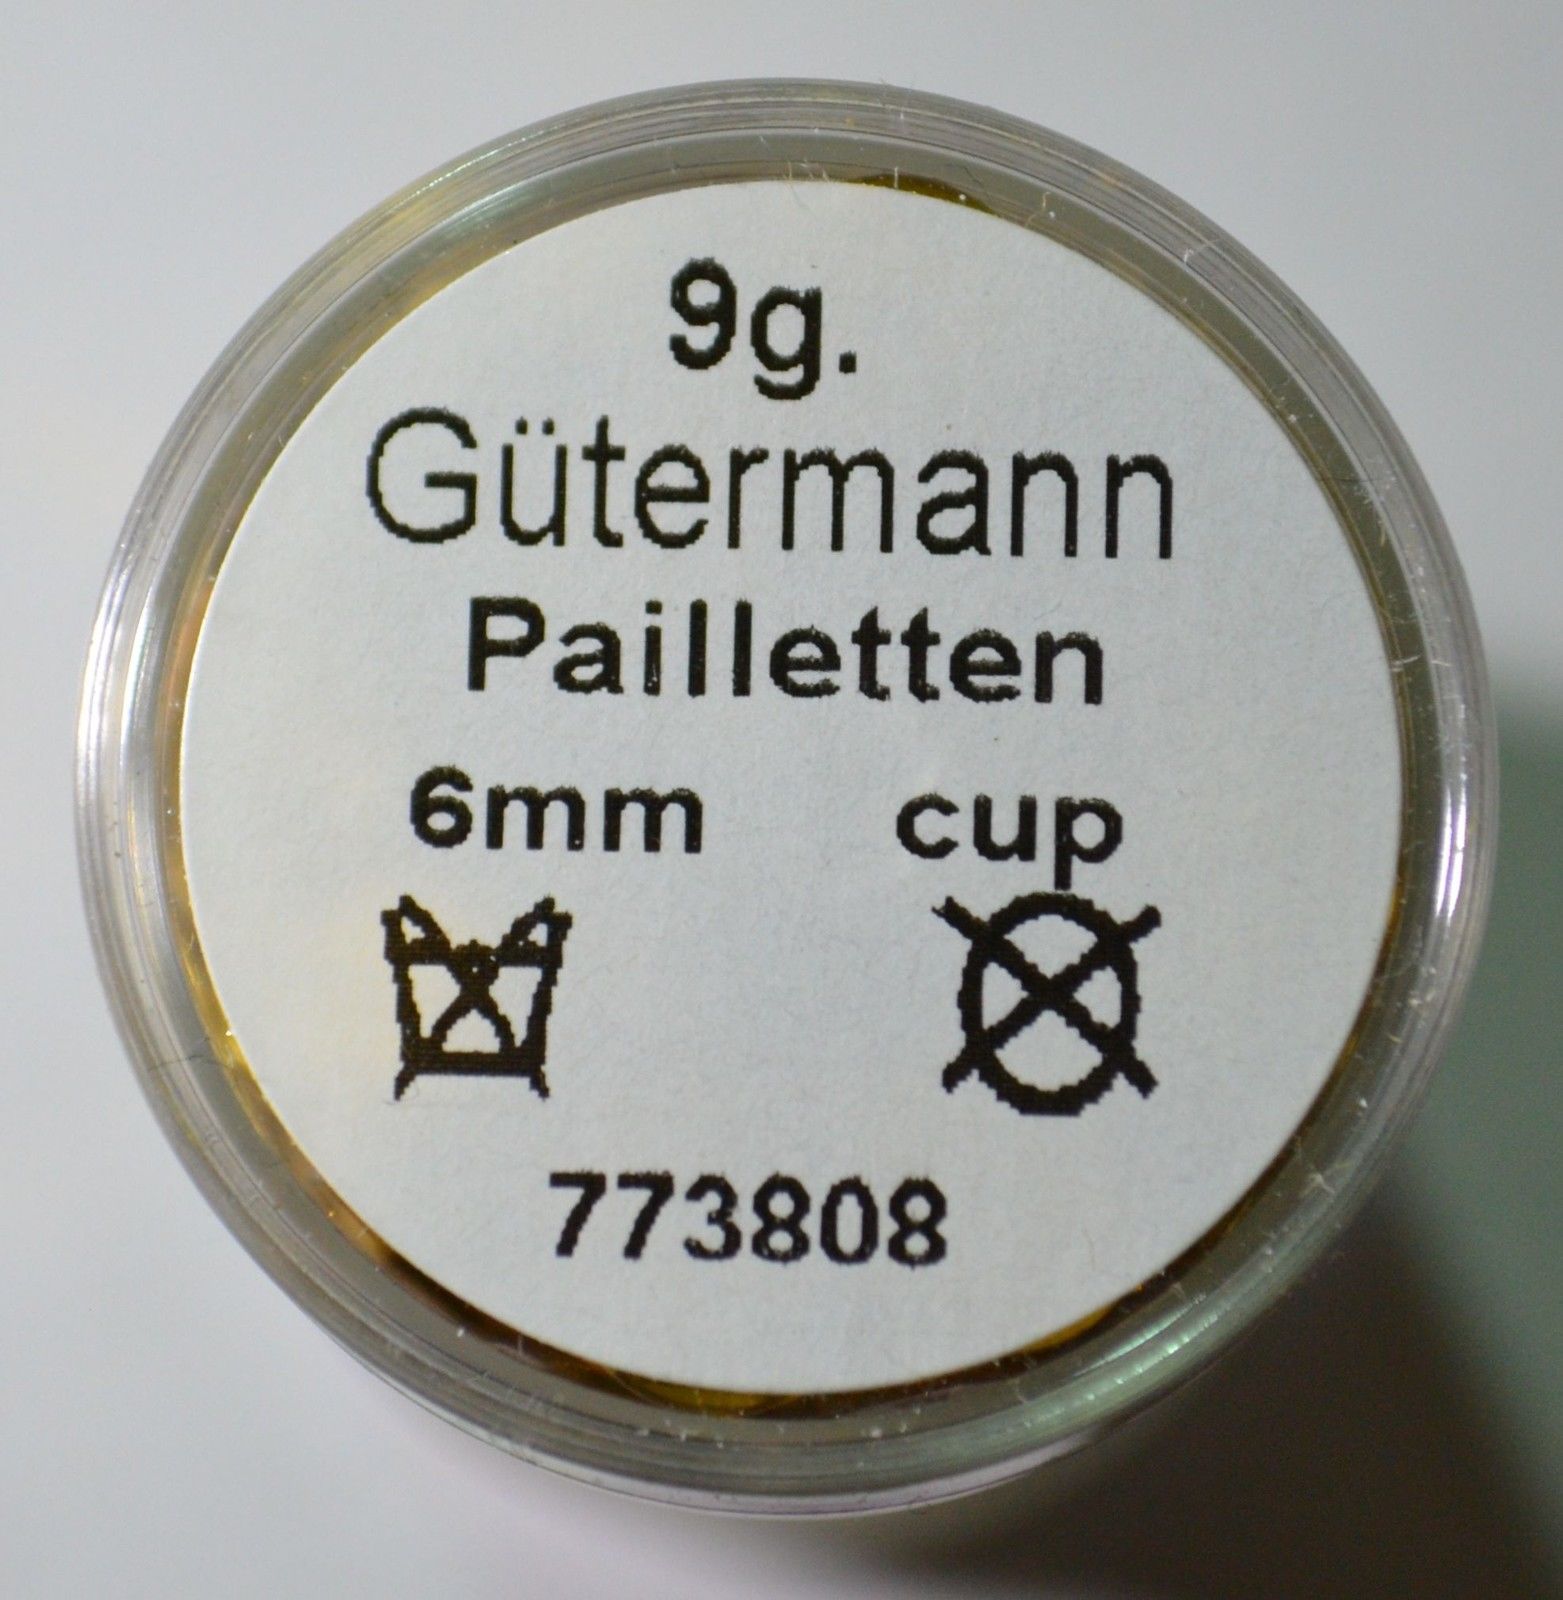 9g.
Gütermann
Pailletten
6mm cup
773808